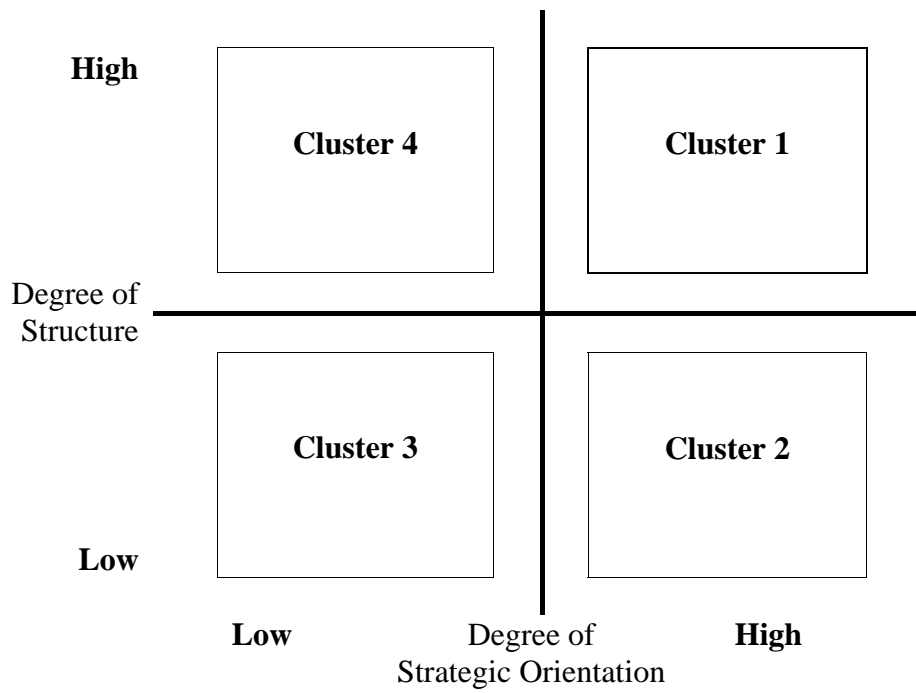 High
Cluster 4
Cluster 1
Degree of
Structure
Cluster 3
Cluster 2
Low
Low
Degree of
High
Strategic Orientation